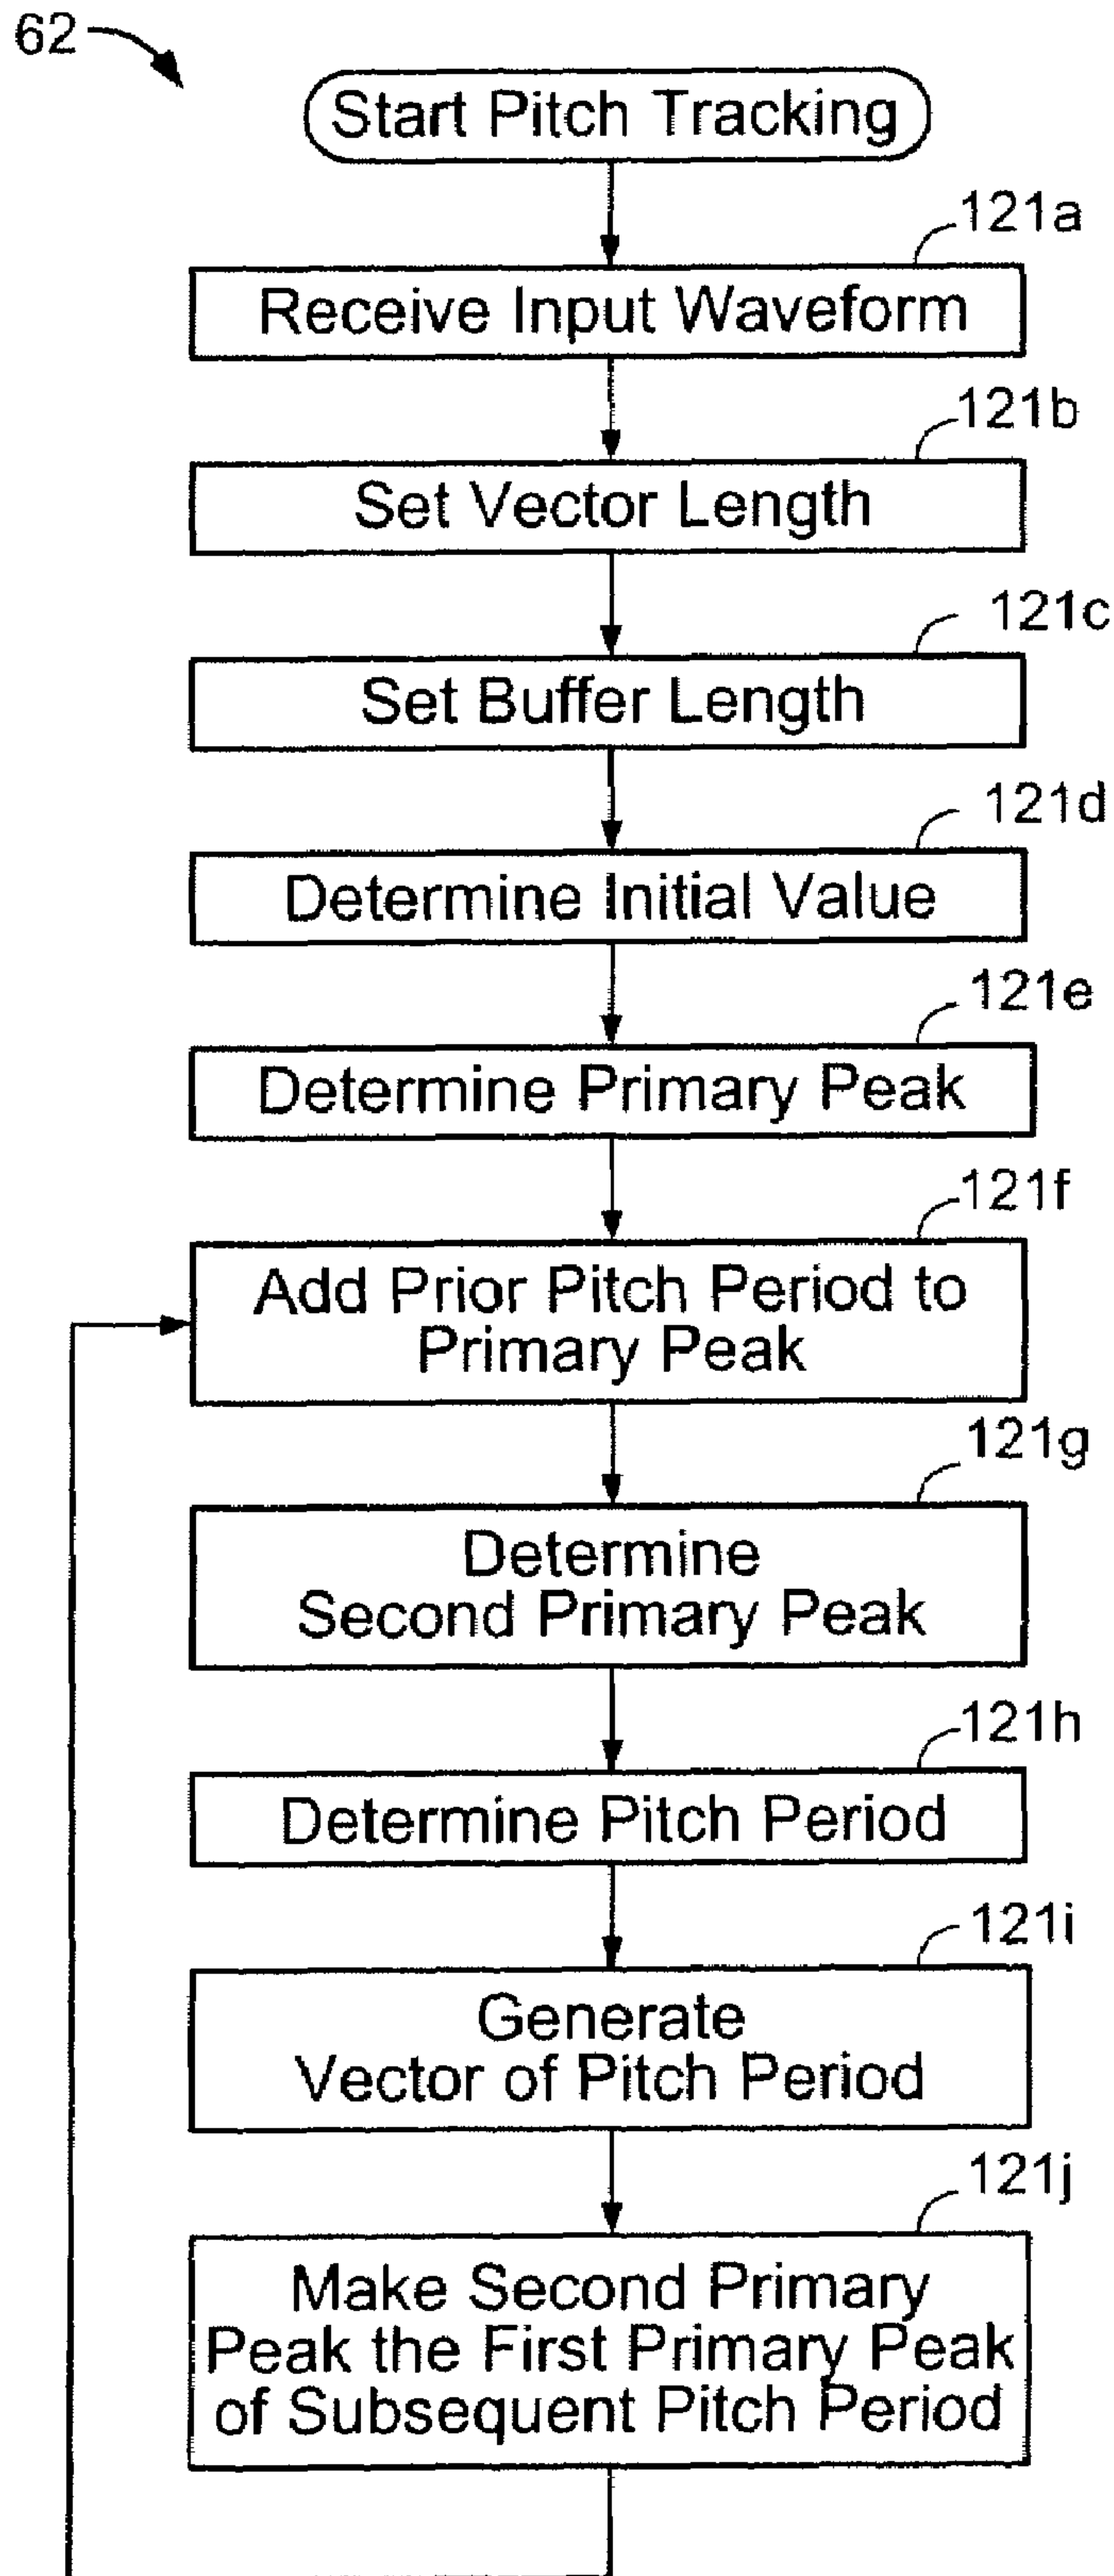 62
Start Pitch Tracking
121a
Receive Input Waveform
121b
Set Vector Length
121c
Set Buffer Length
121d
Determine Initial Value
121e
Determine Primary Peak
121f
Add Prior Pitch Period to
Primary Peak
121g
Determine
Second Primary Peak
121h
Determine Pitch Period
121i
Generate
Vector of Pitch Period
121j
Make Second Primary
Peak the First Primary Peak
of Subsequent Pitch Period